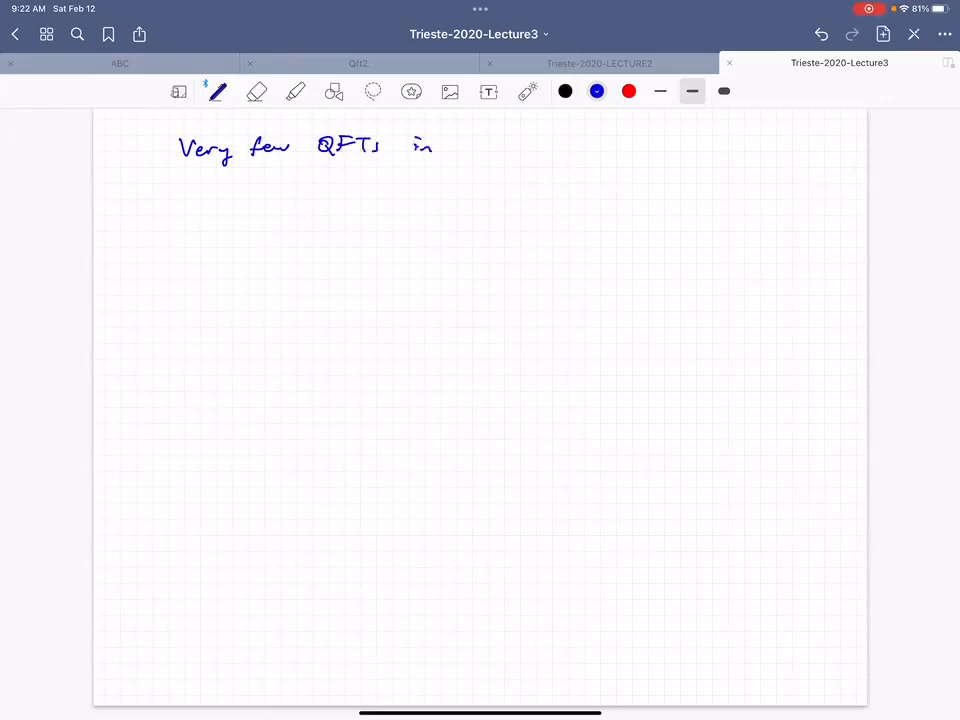 9:22 AM Sat Feb 12
81%
Trieste-2020-Lecture3
ABC
Qft2
Trieste-2020-LECTURE2
Trieste-2020-Lecture3
T
Very few QFTs in